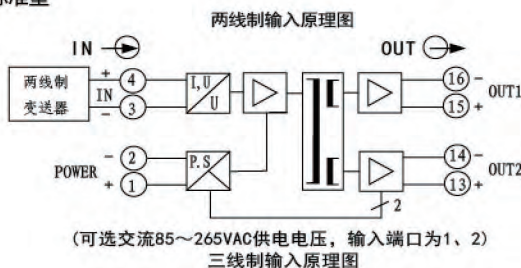 两线制输入原理图
IN OUT
两线制
变送器
+ 4
IN
- 3
I,U
U
16 -
OUT1
15 +
- 2
POWER
+ 1
P.S
14 -
OUT2
13 +
2
(可选交流85～265VAC供电电压，输入端口为1、2)
三线制输入原理图